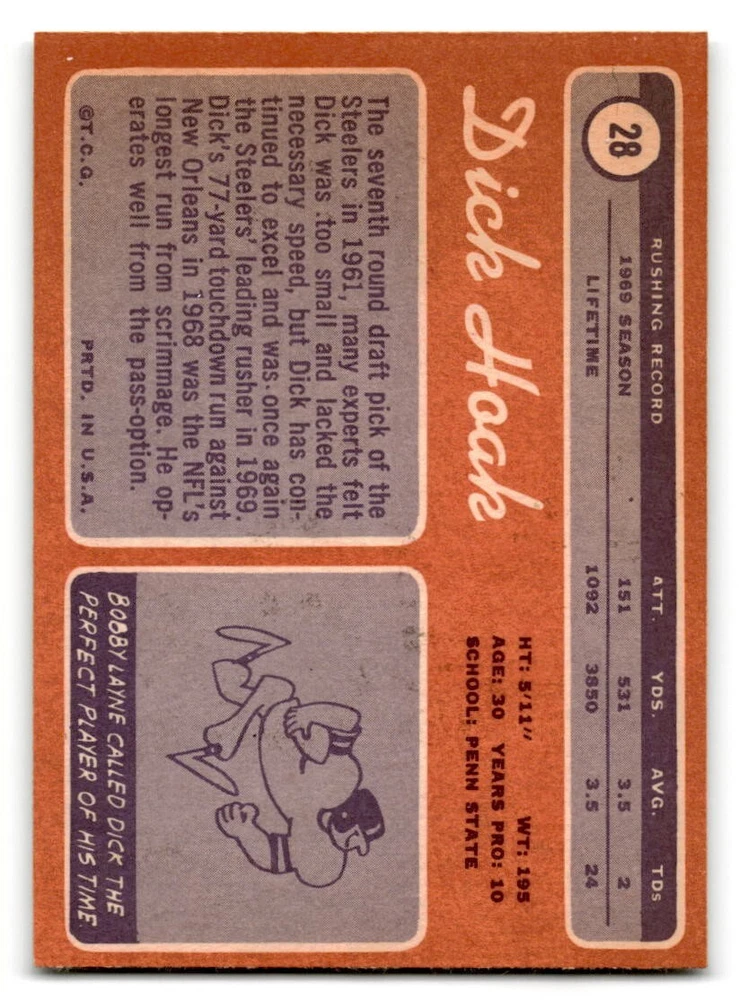 28
RUSHING RECORD ATT. YDS. AVG. TDs
1969 SEASON 151 531 3.5 2
LIFETIME 1092 3850 3.5 24
Dick Hoak
HT: 5'11" WT: 195
AGE: 30 YEARS PRO: 10
SCHOOL: PENN STATE
The seventh round draft pick of the
Steelers in 1961, many experts felt
Dick was too small and lacked the
necessary speed, but Dick has con-
tinued to excel and was once again
the Steelers' leading rusher in 1969.
Dick's 77-yard touchdown run against
New Orleans in 1968 was the NFL's
longest run from scrimmage. He op-
erates well from the pass-option.
©T.C.G. PRTD. IN U.S.A.
BOBBY LAYNE CALLED DICK THE
PERFECT PLAYER OF HIS TIME.